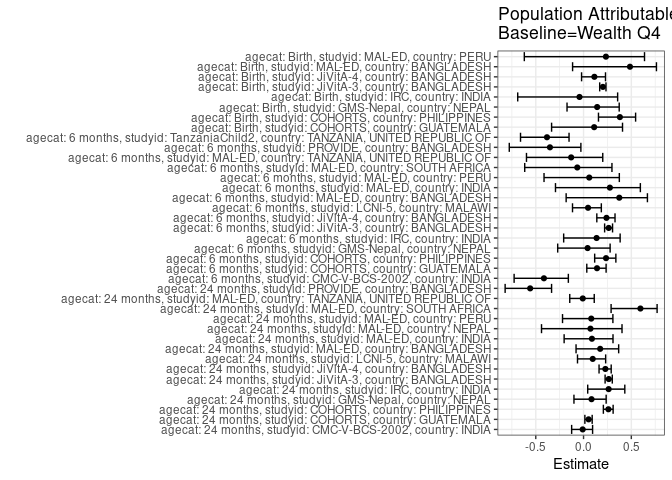 Population Attributable
Baseline=Wealth Q4
agecat: Birth, studyid: MAL-ED, country: PERU
agecat: Birth, studyid: MAL-ED, country: BANGLADESH
agecat: Birth, studyid: JiVitA-4, country: BANGLADESH
agecat: Birth, studyid: JiVitA-3, country: BANGLADESH
agecat: Birth, studyid: IRC, country: INDIA
agecat: Birth, studyid: GMS-Nepal, country: NEPAL
agecat: Birth, studyid: COHORTS, country: PHILIPPINES
agecat: Birth, studyid: COHORTS, country: GUATEMALA
agecat: 6 months, studyid: TanzaniaChild2, country: TANZANIA, UNITED REPUBLIC OF
agecat: 6 months, studyid: PROVIDE, country: BANGLADESH
agecat: 6 months, studyid: MAL-ED, country: TANZANIA, UNITED REPUBLIC OF
agecat: 6 months, studyid: MAL-ED, country: SOUTH AFRICA
agecat: 6 months, studyid: MAL-ED, country: PERU
agecat: 6 months, studyid: MAL-ED, country: INDIA
agecat: 6 months, studyid: MAL-ED, country: BANGLADESH
agecat: 6 months, studyid: LCNI-5, country: MALAWI
agecat: 6 months, studyid: JiVitA-4, country: BANGLADESH
agecat: 6 months, studyid: JiVitA-3, country: BANGLADESH
agecat: 6 months, studyid: IRC, country: INDIA
agecat: 6 months, studyid: GMS-Nepal, country: NEPAL
agecat: 6 months, studyid: COHORTS, country: PHILIPPINES
agecat: 6 months, studyid: COHORTS, country: GUATEMALA
agecat: 6 months, studyid: CMC-V-BCS-2002, country: INDIA
agecat: 24 months, studyid: PROVIDE, country: BANGLADESH
agecat: 24 months, studyid: MAL-ED, country: TANZANIA, UNITED REPUBLIC OF
agecat: 24 months, studyid: MAL-ED, country: SOUTH AFRICA
agecat: 24 months, studyid: MAL-ED, country: PERU
agecat: 24 months, studyid: MAL-ED, country: NEPAL
agecat: 24 months, studyid: MAL-ED, country: INDIA
agecat: 24 months, studyid: MAL-ED, country: BANGLADESH
agecat: 24 months, studyid: LCNI-5, country: MALAWI
agecat: 24 months, studyid: JiVitA-4, country: BANGLADESH
agecat: 24 months, studyid: JiVitA-3, country: BANGLADESH
agecat: 24 months, studyid: IRC, country: INDIA
agecat: 24 months, studyid: GMS-Nepal, country: NEPAL
agecat: 24 months, studyid: COHORTS, country: PHILIPPINES
agecat: 24 months, studyid: COHORTS, country: GUATEMALA
agecat: 24 months, studyid: CMC-V-BCS-2002, country: INDIA
-0.5 0.0 0.5
Estimate